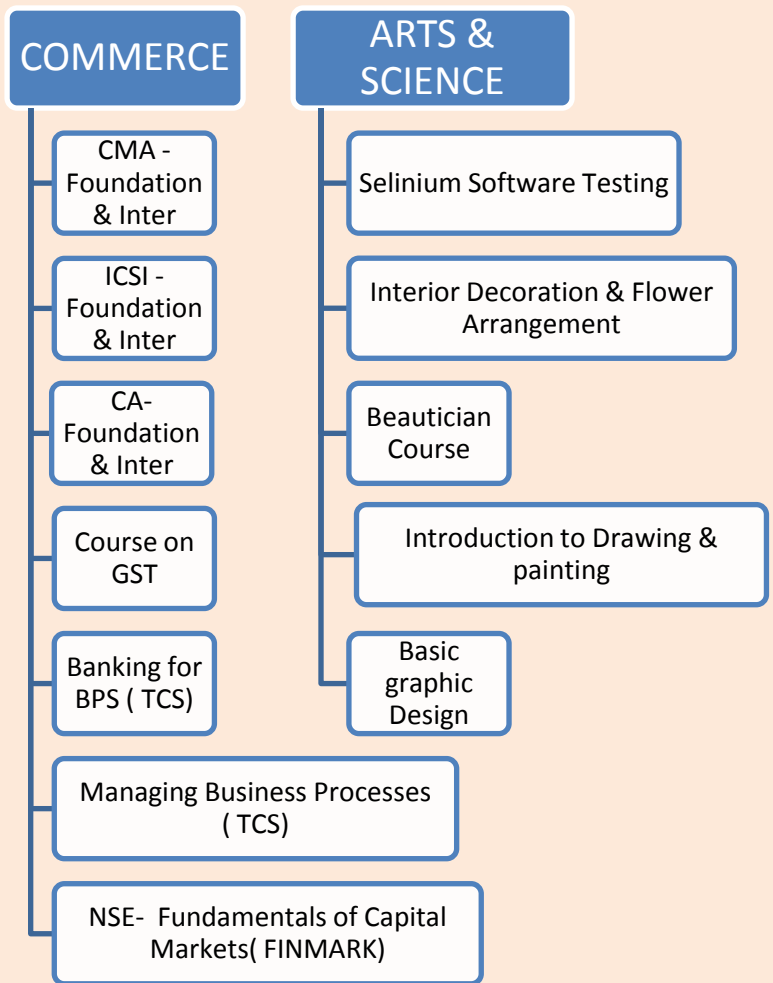 COMMERCE
CMA -
Foundation
& Inter
ICSI -
Foundation
& Inter
CA-
Foundation
& Inter
Course on
GST
Banking for
BPS ( TCS)
Managing Business Processes
( TCS)
NSE- Fundamentals of Capital
Markets( FINMARK)
ARTS &
SCIENCE
Selinium Software Testing
Interior Decoration & Flower
Arrangement
Beautician
Course
Introduction to Drawing &
painting
Basic
graphic
Design